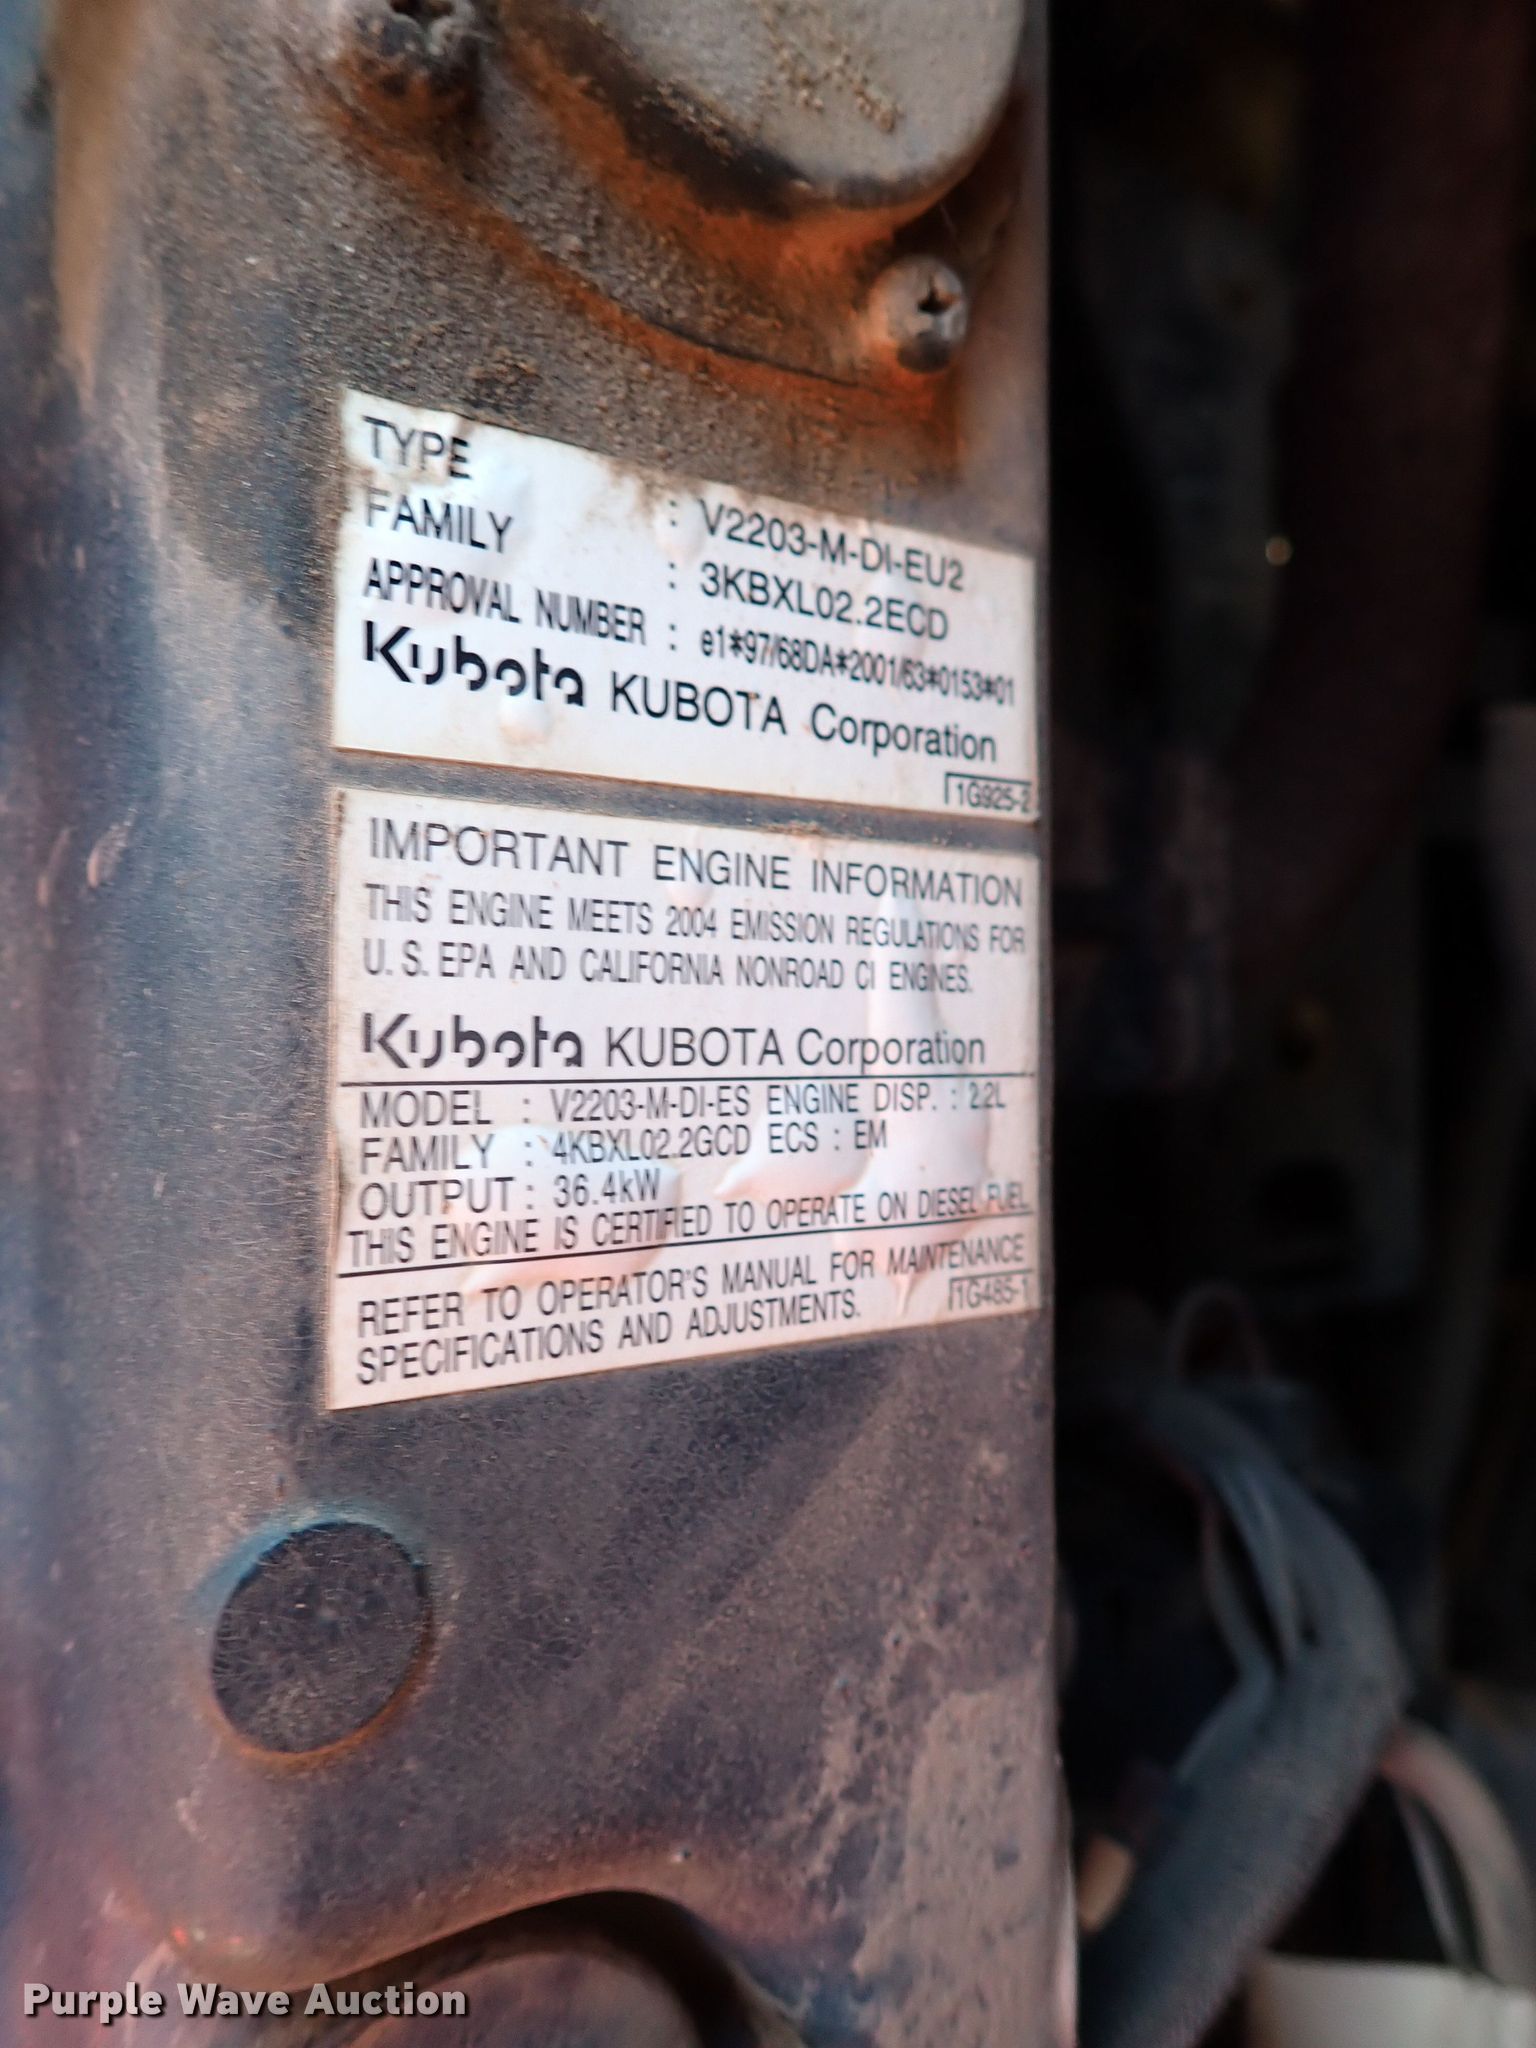 TYPE : V2203-M-DI-EU2
FAMILY : 3KBXL02.2ECD
APPROVAL NUMBER : e1*97/68DA*2001/63*0153*01
Kubota KUBOTA Corporation
1G925-2
IMPORTANT ENGINE INFORMATION
THIS ENGINE MEETS 2004 EMISSION REGULATIONS FOR
U.S. EPA AND CALIFORNIA NONROAD CI ENGINES.
Kubota KUBOTA Corporation
MODEL : V2203-M-DI-ES ENGINE DISP. : 2.2L
FAMILY : 4KBXL02.2GCD ECS : EM
OUTPUT : 36.4kW
THIS ENGINE IS CERTIFIED TO OPERATE ON DIESEL FUEL
REFER TO OPERATOR'S MANUAL FOR MAINTENANCE
SPECIFICATIONS AND ADJUSTMENTS.
1G485-1
Purple Wave Auction